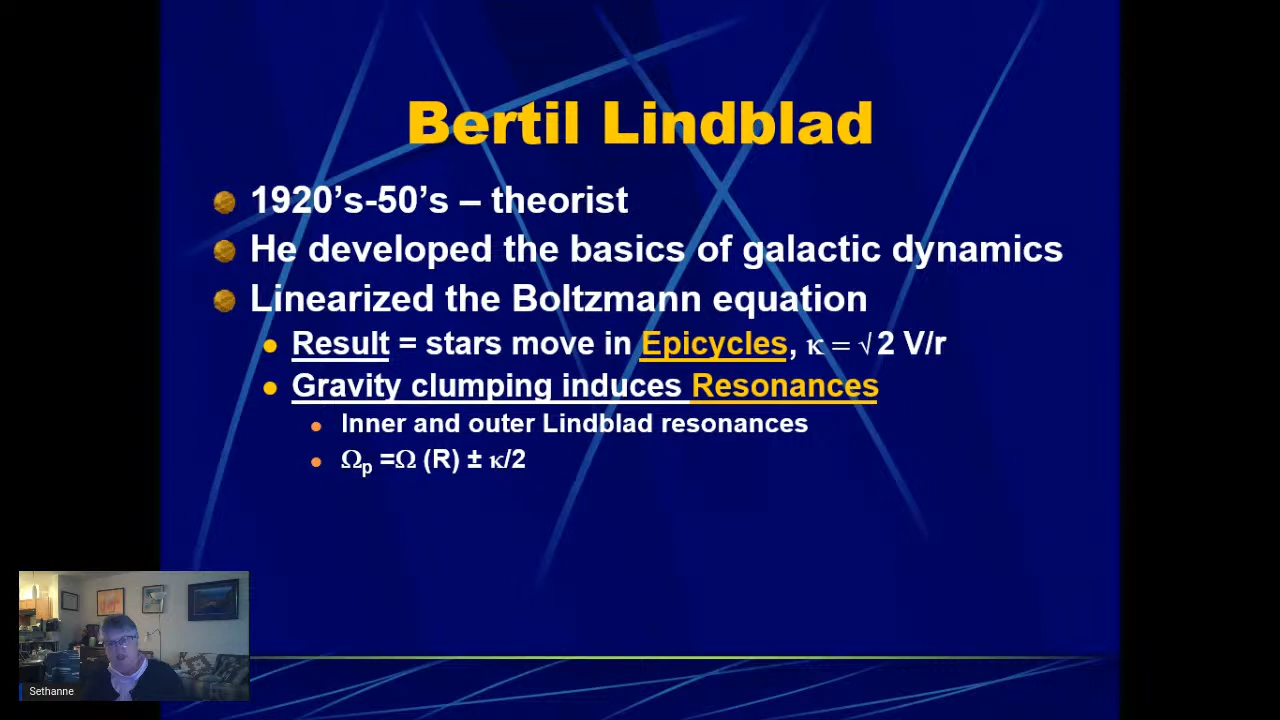 Bertil Lindblad
1920’s-50’s – theorist
He developed the basics of galactic dynamics
Linearized the Boltzmann equation
Result = stars move in Epicycles, κ = √ 2 V/r
Gravity clumping induces Resonances
Inner and outer Lindblad resonances
Ωp =Ω (R) ± κ/2
Sethanne